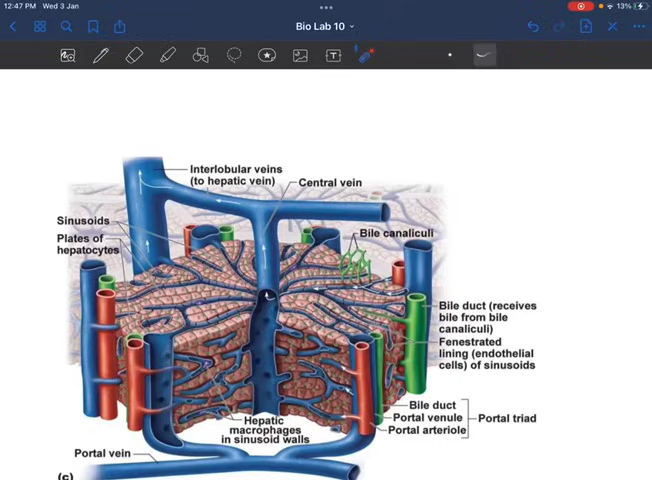 12:47 PM Wed 3 Jan
13%
Bio Lab 10
T
Interlobular veins
(to hepatic vein)
Central vein
Sinusoids
Plates of
hepatocytes
Bile canaliculi
Bile duct (receives
bile from bile
canaliculi)
Fenestrated
lining (endothelial
cells) of sinusoids
Bile duct
Portal venule
Portal arteriole
Portal triad
Hepatic
macrophages
in sinusoid walls
Portal vein
(c)